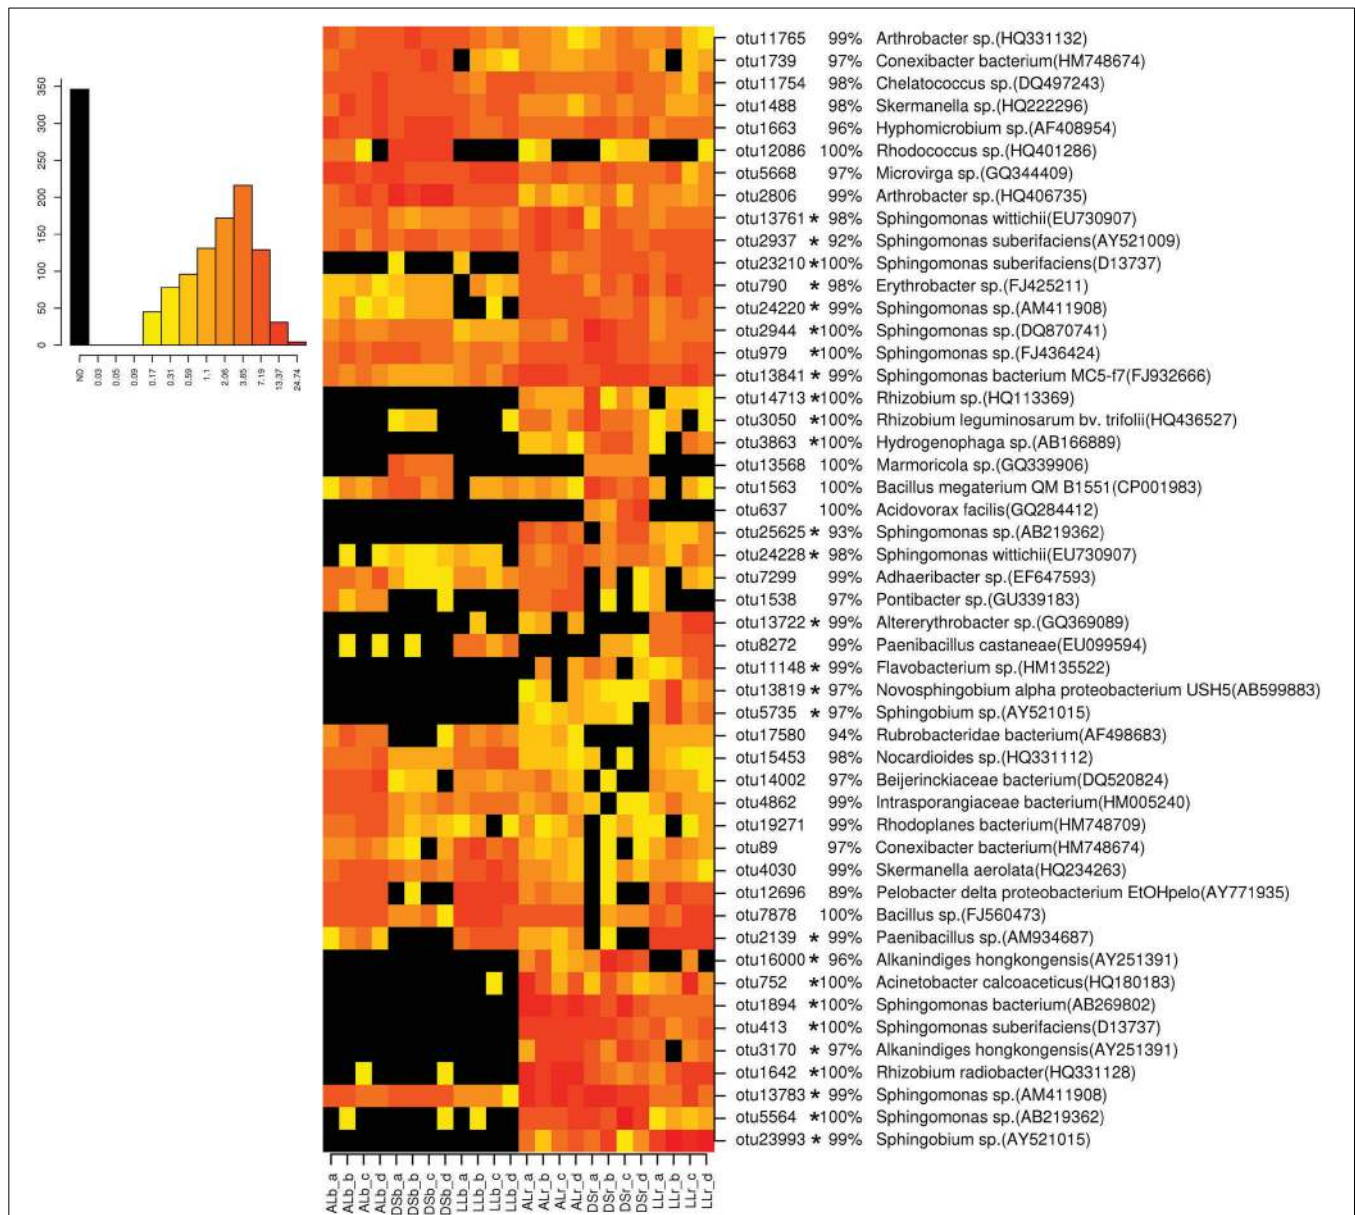 350
300
250
200
150
100
50
0
ND 0.03 0.05 0.09 0.17 0.31 0.59 1.1 2.06 3.85 7.19 13.37 24.74
otu11765 99% Arthrobacter sp.(HQ331132)
otu1739 97% Conexibacter bacterium(HM748674)
otu11754 98% Chelatococcus sp.(DQ497243)
otu1488 98% Skermanella sp.(HQ222296)
otu1663 96% Hyphomicrobium sp.(AF408954)
otu12086 100% Rhodococcus sp.(HQ401286)
otu5668 97% Microvirga sp.(GQ344409)
otu2806 99% Arthrobacter sp.(HQ406735)
otu13761 * 98% Sphingomonas wittichii(EU730907)
otu2937 * 92% Sphingomonas suberifaciens(AY521009)
otu23210 *100% Sphingomonas suberifaciens(D13737)
otu790 * 98% Erythrobacter sp.(FJ425211)
otu24220 * 99% Sphingomonas sp.(AM411908)
otu2944 *100% Sphingomonas sp.(DQ870741)
otu979 *100% Sphingomonas sp.(FJ436424)
otu13841 * 99% Sphingomonas bacterium MC5-f7(FJ932666)
otu14713 *100% Rhizobium sp.(HQ113369)
otu3050 *100% Rhizobium leguminosarum bv. trifolii(HQ436527)
otu3863 *100% Hydrogenophaga sp.(AB166889)
otu13568 100% Marmoricola sp.(GQ339906)
otu1563 100% Bacillus megaterium QM B1551(CP001983)
otu637 100% Acidovorax facilis(GQ284412)
otu25625 * 93% Sphingomonas sp.(AB219362)
otu24228 * 98% Sphingomonas wittichii(EU730907)
otu7299 99% Adhaeribacter sp.(EF647593)
otu1538 97% Pontibacter sp.(GU339183)
otu13722 * 99% Altererythrobacter sp.(GQ369089)
otu8272 99% Paenibacillus castaneae(EU099594)
otu11148 * 99% Flavobacterium sp.(HM135522)
otu13819 * 97% Novosphingobium alpha proteobacterium USH5(AB599883)
otu5735 * 97% Sphingobium sp.(AY521015)
otu17580 94% Rubrobacteridae bacterium(AF498683)
otu15453 98% Nocardioides sp.(HQ331112)
otu14002 97% Beijerinckiaceae bacterium(DQ520824)
otu4862 99% Intrasporangiaceae bacterium(HM005240)
otu19271 99% Rhodoplanes bacterium(HM748709)
otu89 97% Conexibacter bacterium(HM748674)
otu4030 99% Skermanella aerolata(HQ234263)
otu12696 89% Pelobacter delta proteobacterium EtOHpelo(AY771935)
otu7878 100% Bacillus sp.(FJ560473)
otu2139 * 99% Paenibacillus sp.(AM934687)
otu16000 * 96% Alkanindiges hongkongensis(AY251391)
otu752 *100% Acinetobacter calcoaceticus(HQ180183)
otu1894 *100% Sphingomonas bacterium(AB269802)
otu413 *100% Sphingomonas suberifaciens(D13737)
otu3170 * 97% Alkanindiges hongkongensis(AY251391)
otu1642 *100% Rhizobium radiobacter(HQ331128)
otu13783 * 99% Sphingomonas sp.(AM411908)
otu5564 *100% Sphingomonas sp.(AB219362)
otu23993 * 99% Sphingobium sp.(AY521015)
ALb_a ALb_b ALb_c ALb_d DSb_a DSb_b DSb_c DSb_d LLb_a LLb_b LLb_c LLb_d ALr_a ALr_b ALr_c ALr_d DSr_a DSr_b DSr_c DSr_d LLr_a LLr_b LLr_c LLr_d